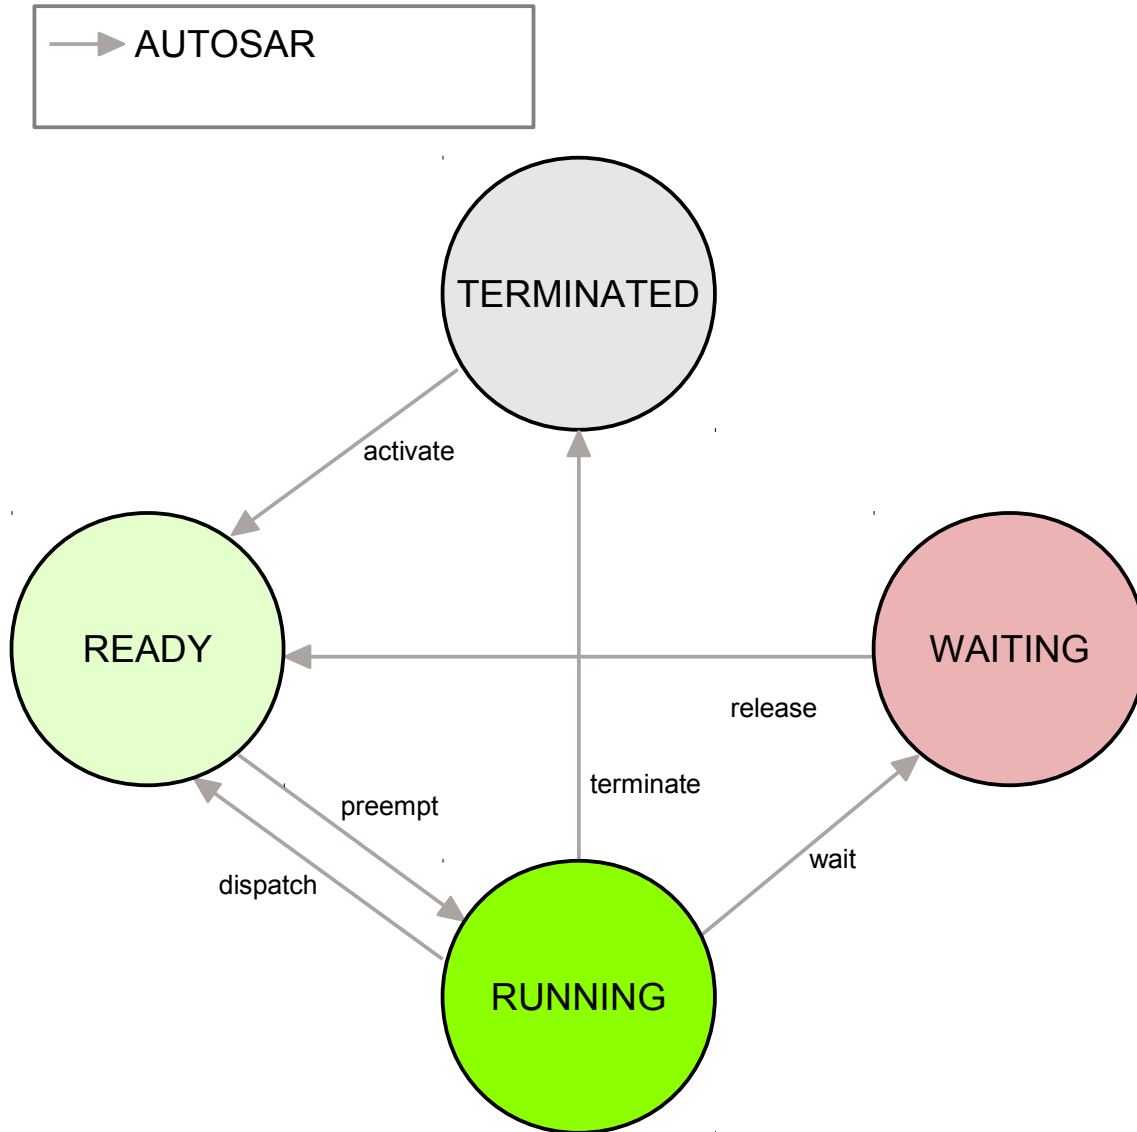 AUTOSAR
TERMINATED
activate
READY
WAITING
release
terminate
preempt
wait
dispatch
RUNNING